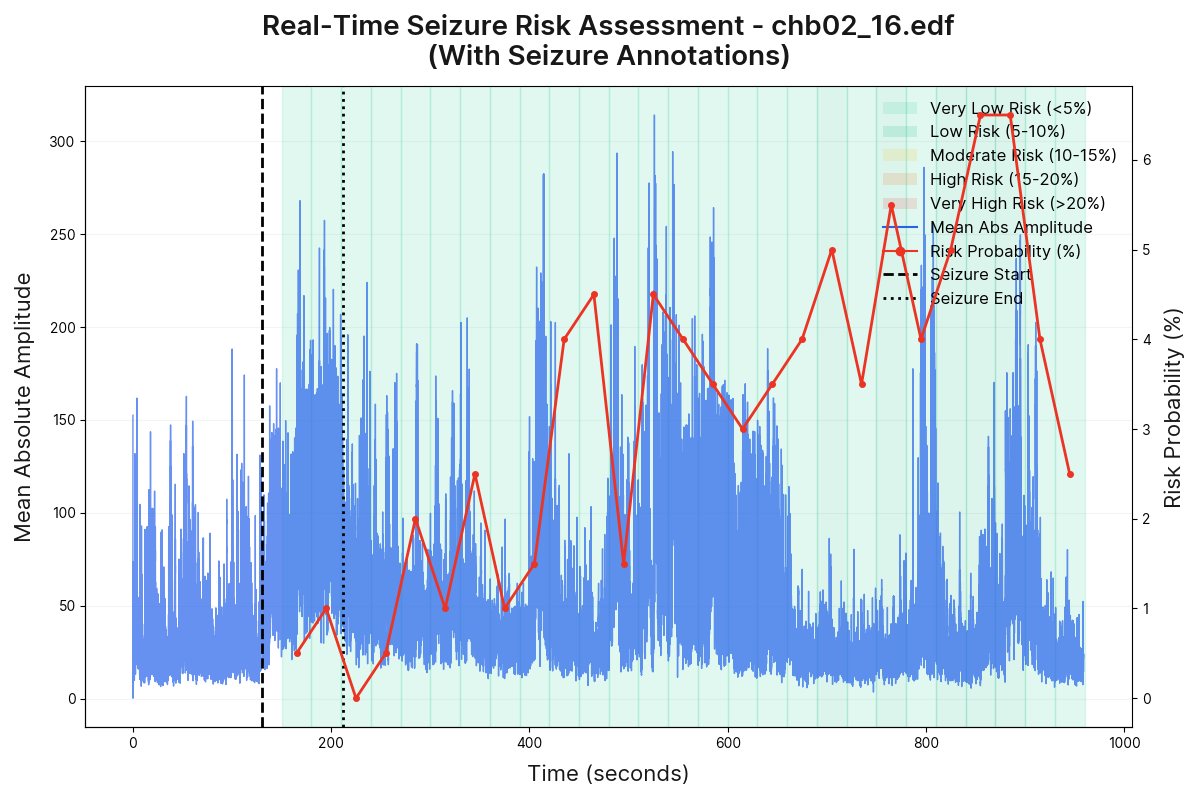 Real-Time Seizure Risk Assessment - chb02_16.edf
(With Seizure Annotations)
Mean Absolute Amplitude
300
250
200
150
100
50
0
Very Low Risk (<5%)
Low Risk (5-10%)
Moderate Risk (10-15%)
High Risk (15-20%)
Very High Risk (>20%)
Mean Abs Amplitude
Risk Probability (%)
Seizure Start
Seizure End
6
5
4
3
2
1
0
Risk Probability (%)
0 200 400 600 800 1000
Time (seconds)